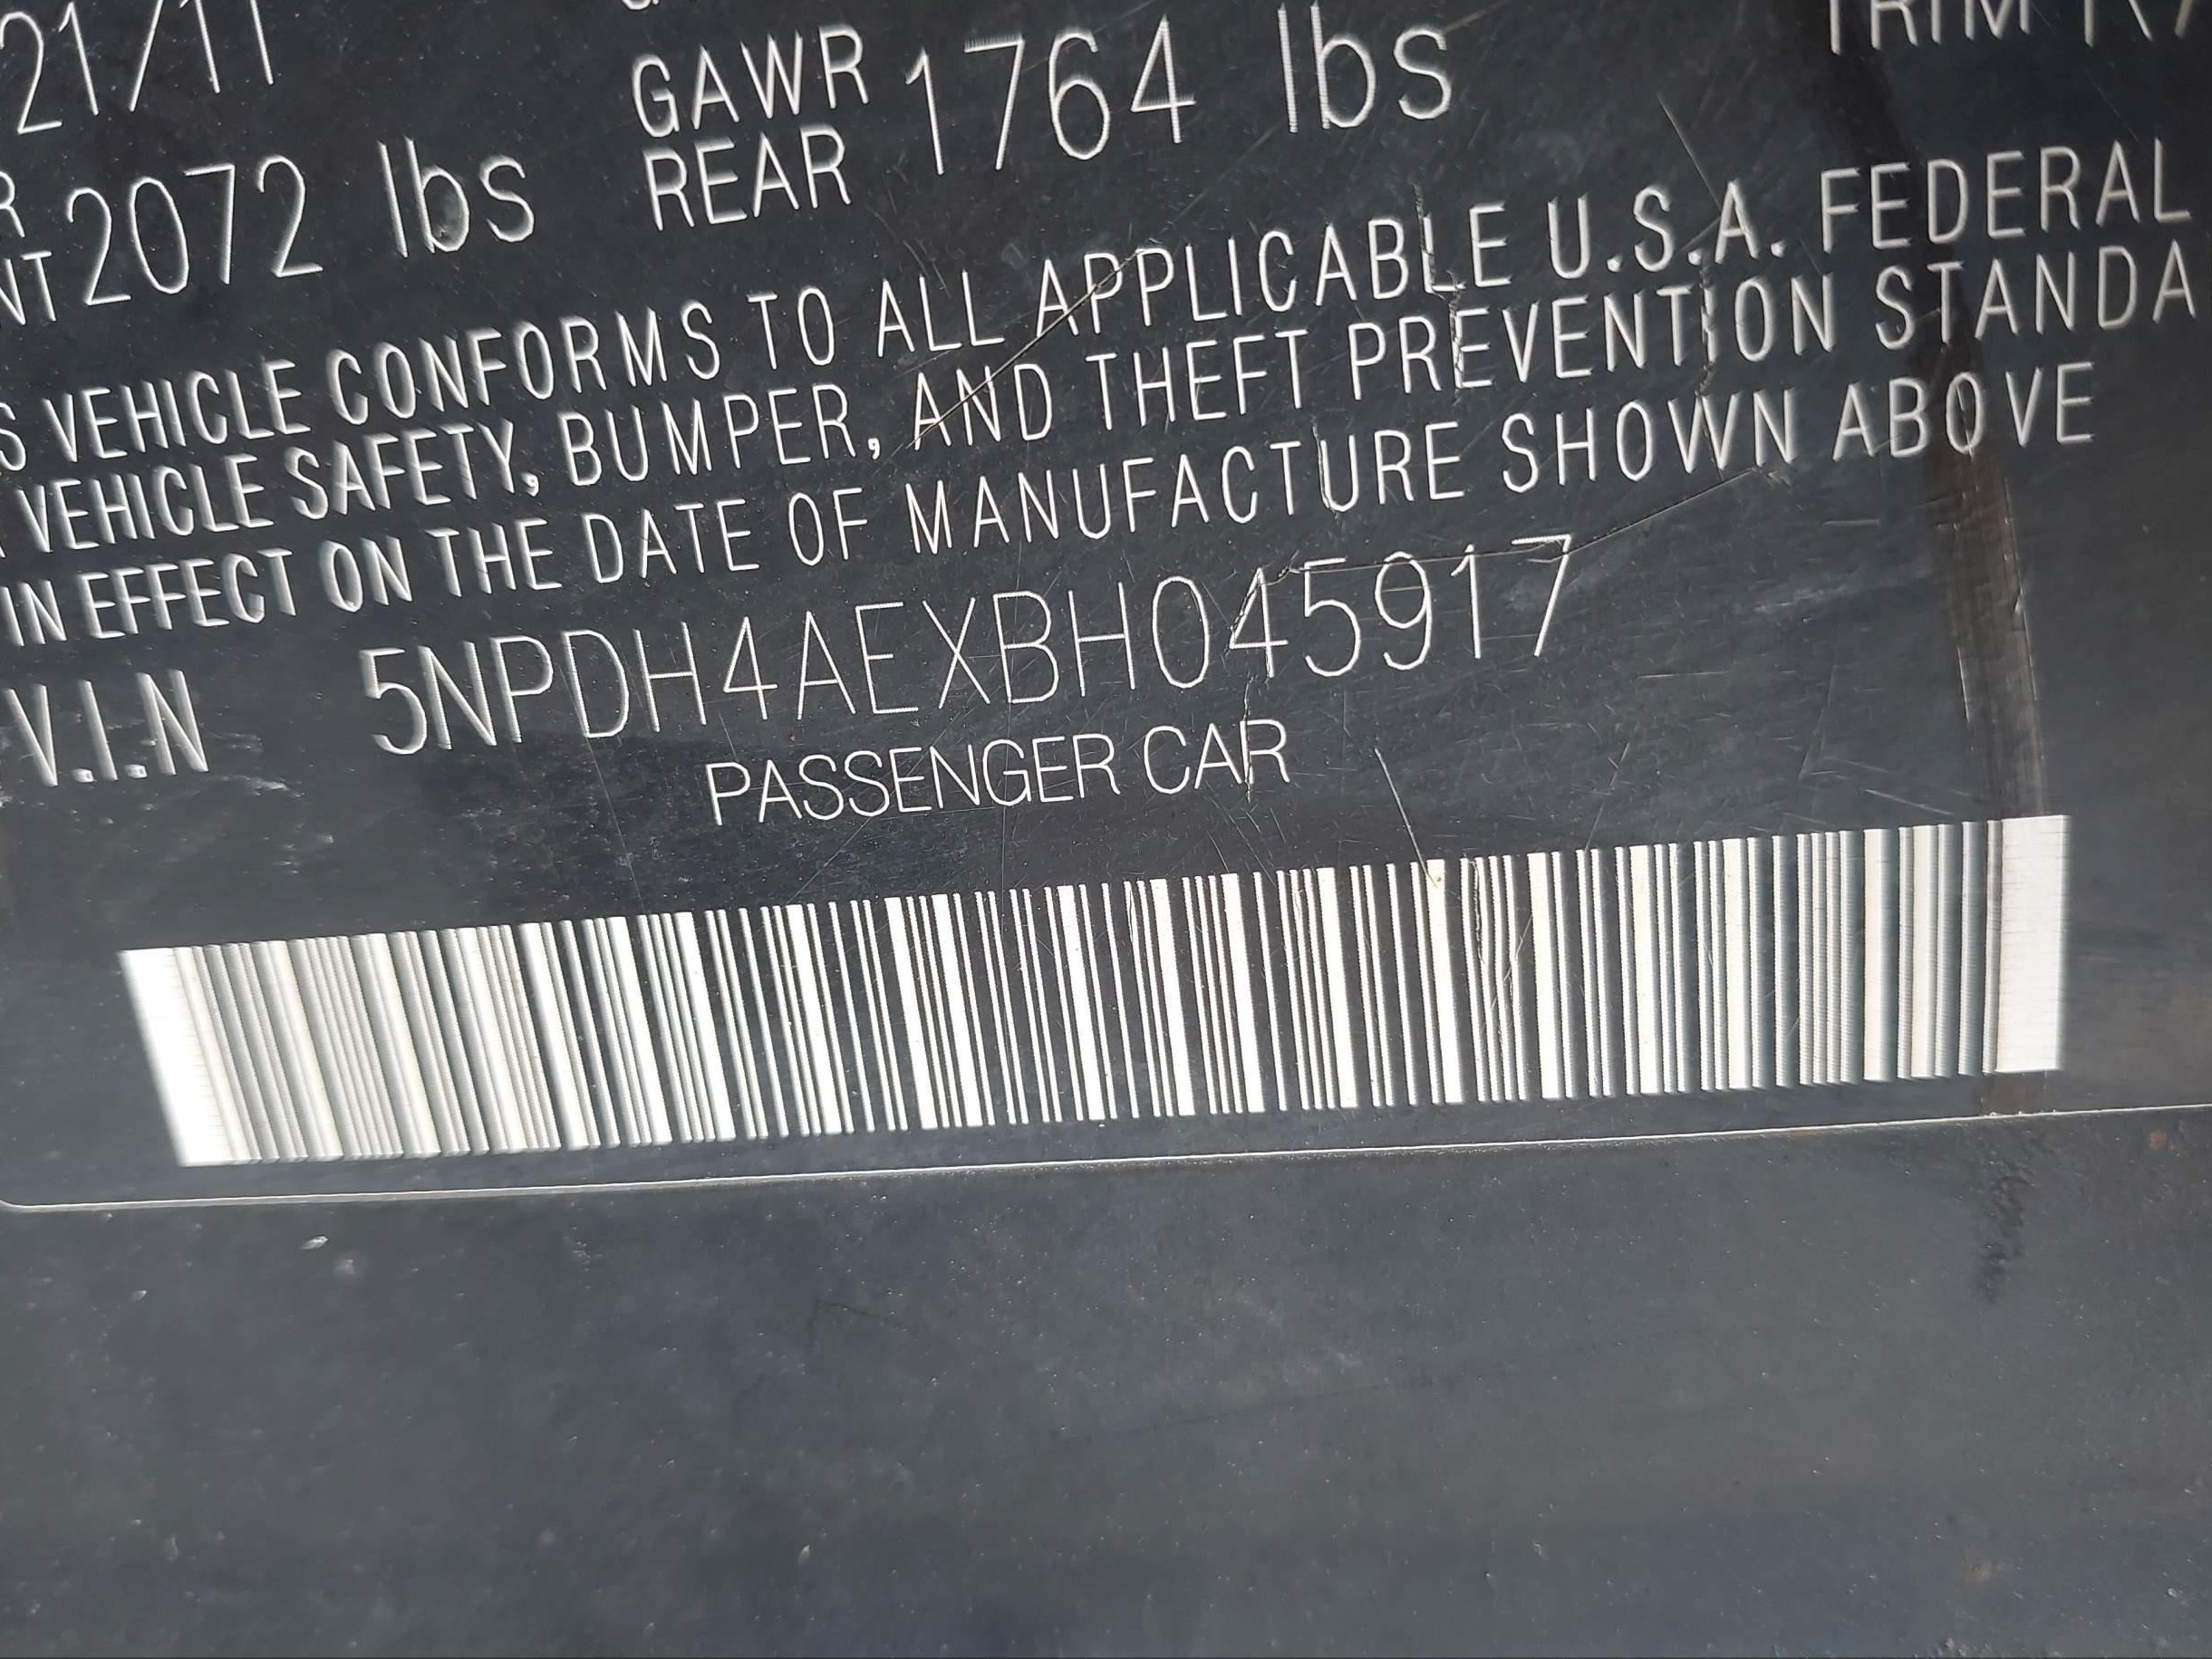 21/11
GAWR REAR 1764 lbs
TRIM
NT 2072 lbs
S VEHICLE CONFORMS TO ALL APPLICABLE U.S.A. FEDERAL
VEHICLE SAFETY, BUMPER, AND THEFT PREVENTION STANDA
IN EFFECT ON THE DATE OF MANUFACTURE SHOWN ABOVE
V.I.N 5NPDH4AEXBH045917
PASSENGER CAR